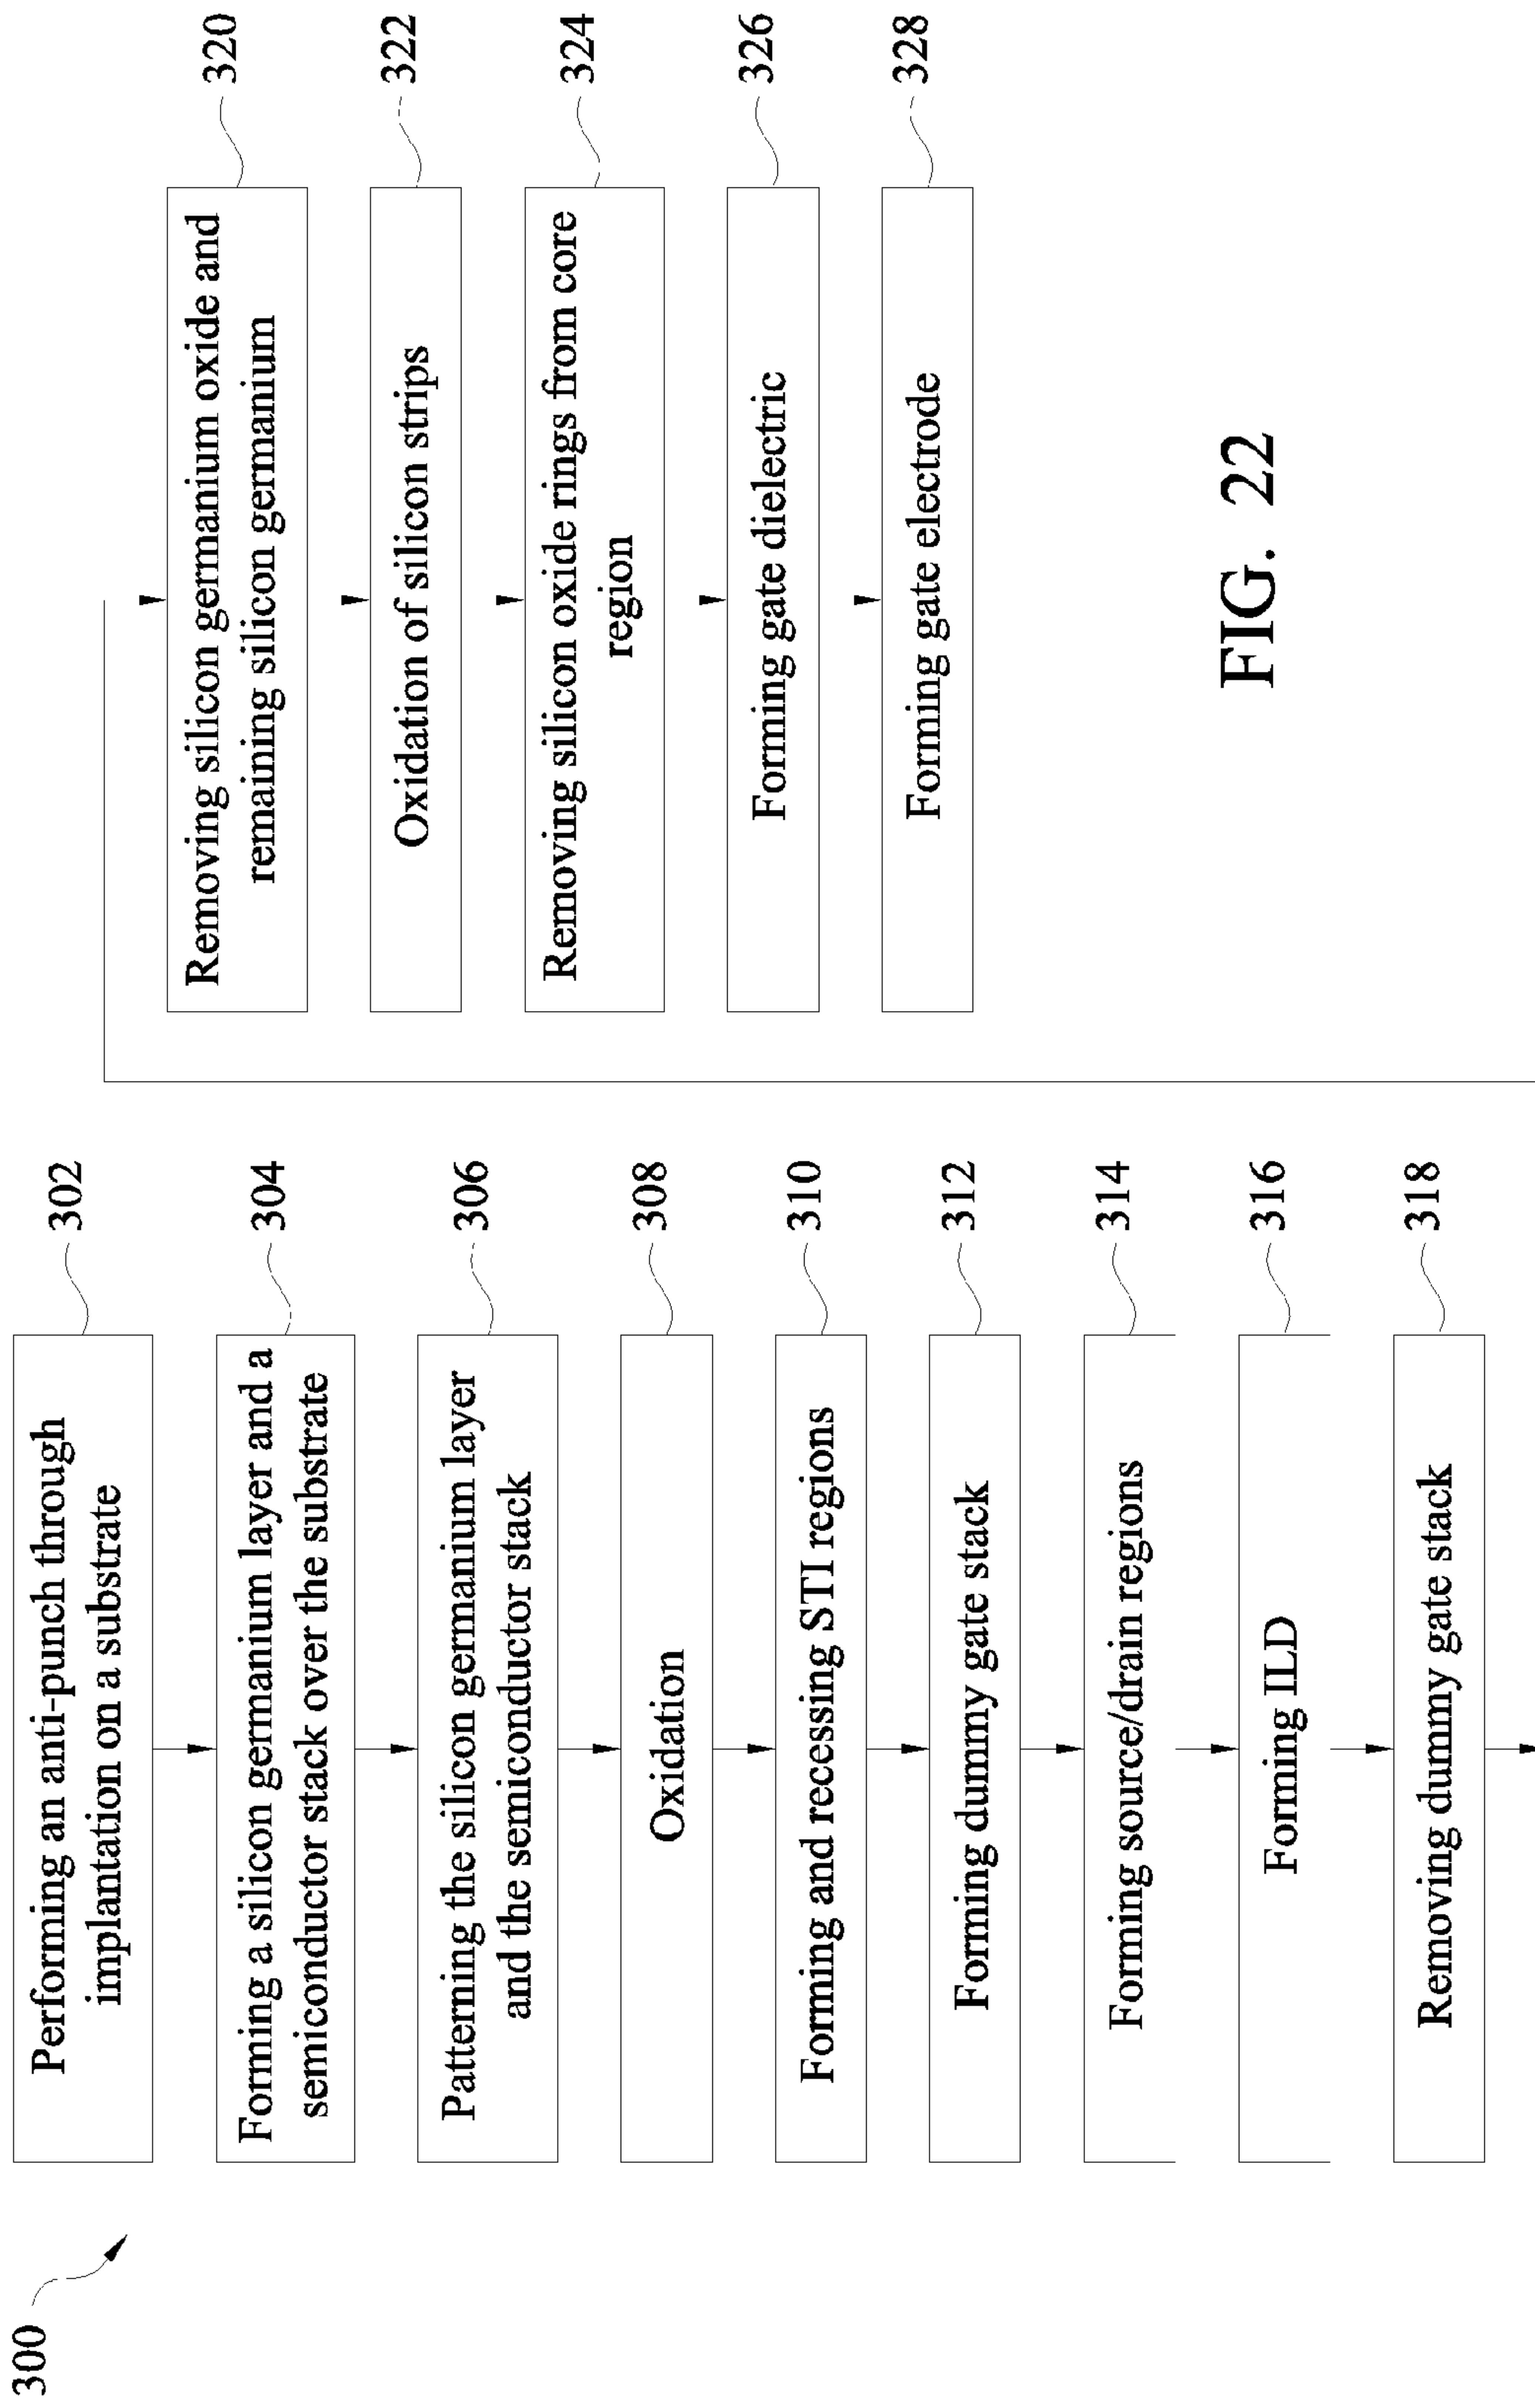 300
Performing an anti-punch through
implantation on a substrate
302
Forming a silicon germanium layer and a
semiconductor stack over the substrate
304
Patterning the silicon germanium layer
and the semiconductor stack
306
Oxidation
308
Forming and recessing STI regions
310
Forming dummy gate stack
312
Forming source/drain regions
314
Forming ILD
316
Removing dummy gate stack
318
Removing silicon germanium oxide and
remaining silicon germanium
320
Oxidation of silicon strips
322
Removing silicon oxide rings from core
region
324
Forming gate dielectric
326
Forming gate electrode
328
FIG. 22